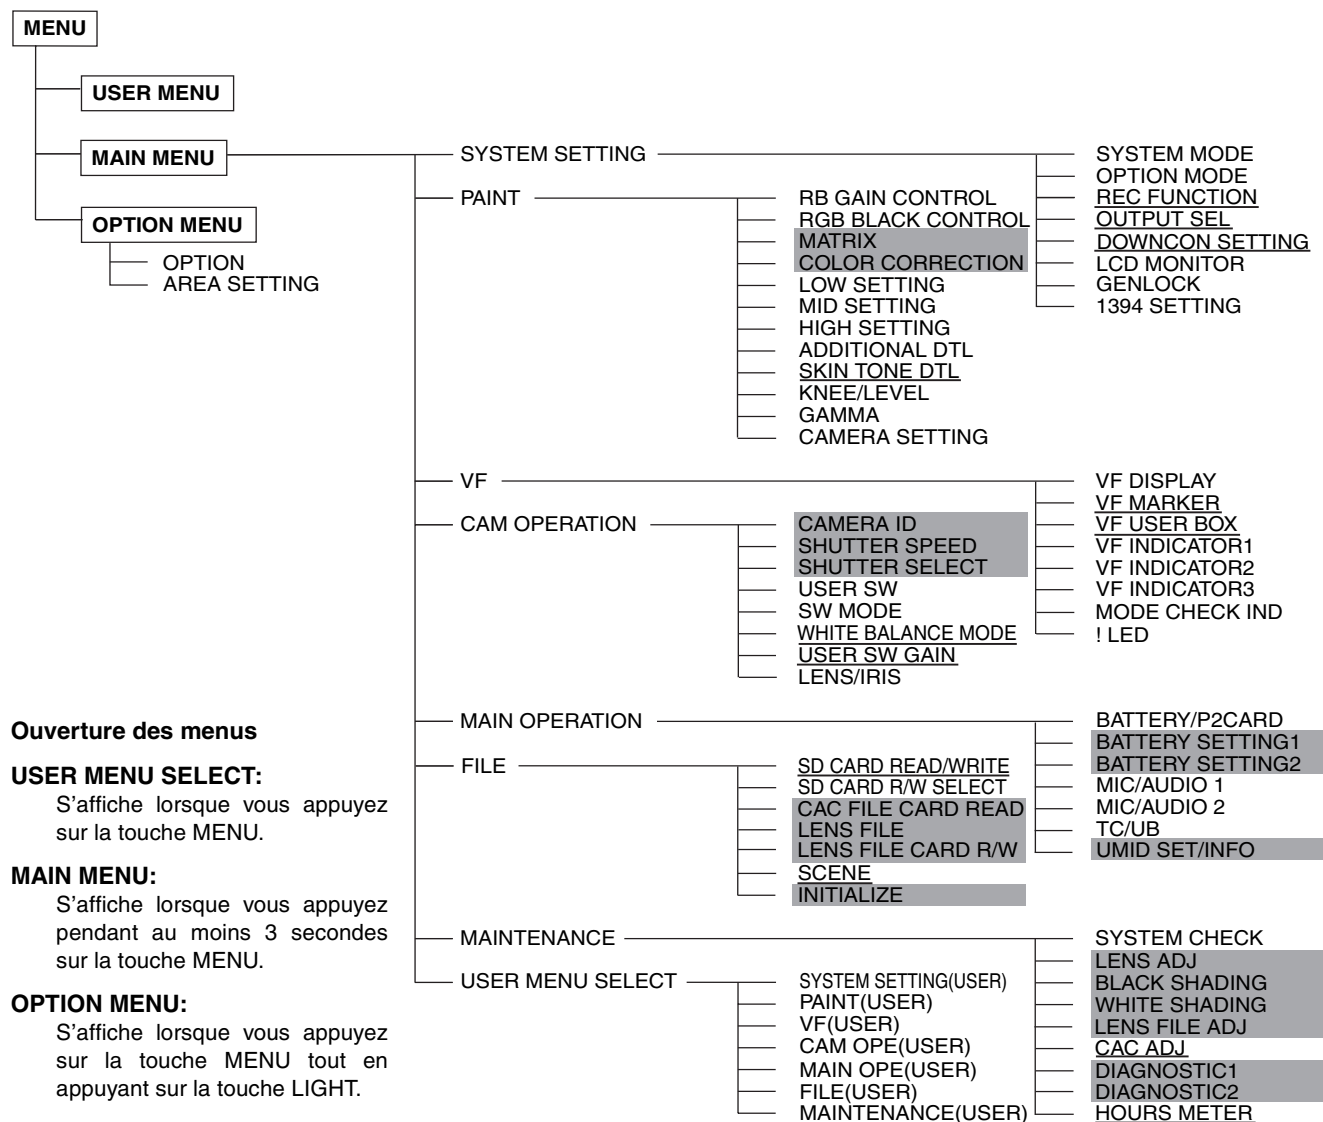 MENU
USER MENU
MAIN MENU
OPTION MENU
OPTION
AREA SETTING
SYSTEM SETTING
SYSTEM MODE
OPTION MODE
REC FUNCTION
OUTPUT SEL
DOWNCON SETTING
LCD MONITOR
GENLOCK
1394 SETTING
PAINT
RB GAIN CONTROL
RGB BLACK CONTROL
MATRIX
COLOR CORRECTION
LOW SETTING
MID SETTING
HIGH SETTING
ADDITIONAL DTL
SKIN TONE DTL
KNEE/LEVEL
GAMMA
CAMERA SETTING
VF
VF DISPLAY
VF MARKER
VF USER BOX
VF INDICATOR1
VF INDICATOR2
VF INDICATOR3
MODE CHECK IND
! LED
CAM OPERATION
CAMERA ID
SHUTTER SPEED
SHUTTER SELECT
USER SW
SW MODE
WHITE BALANCE MODE
USER SW GAIN
LENS/IRIS
MAIN OPERATION
BATTERY/P2CARD
BATTERY SETTING1
BATTERY SETTING2
MIC/AUDIO 1
MIC/AUDIO 2
TC/UB
UMID SET/INFO
FILE
SD CARD READ/WRITE
SD CARD R/W SELECT
CAC FILE CARD READ
LENS FILE
LENS FILE CARD R/W
SCENE
INITIALIZE
MAINTENANCE
SYSTEM CHECK
LENS ADJ
BLACK SHADING
WHITE SHADING
LENS FILE ADJ
CAC ADJ
DIAGNOSTIC1
DIAGNOSTIC2
HOURS METER
USER MENU SELECT
SYSTEM SETTING(USER)
PAINT(USER)
VF(USER)
CAM OPE(USER)
MAIN OPE(USER)
FILE(USER)
MAINTENANCE(USER)
Ouverture des menus
USER MENU SELECT:
S'affiche lorsque vous appuyez
sur la touche MENU.
MAIN MENU:
S'affiche lorsque vous appuyez
pendant au moins 3 secondes
sur la touche MENU.
OPTION MENU:
S'affiche lorsque vous appuyez
sur la touche MENU tout en
appuyant sur la touche LIGHT.